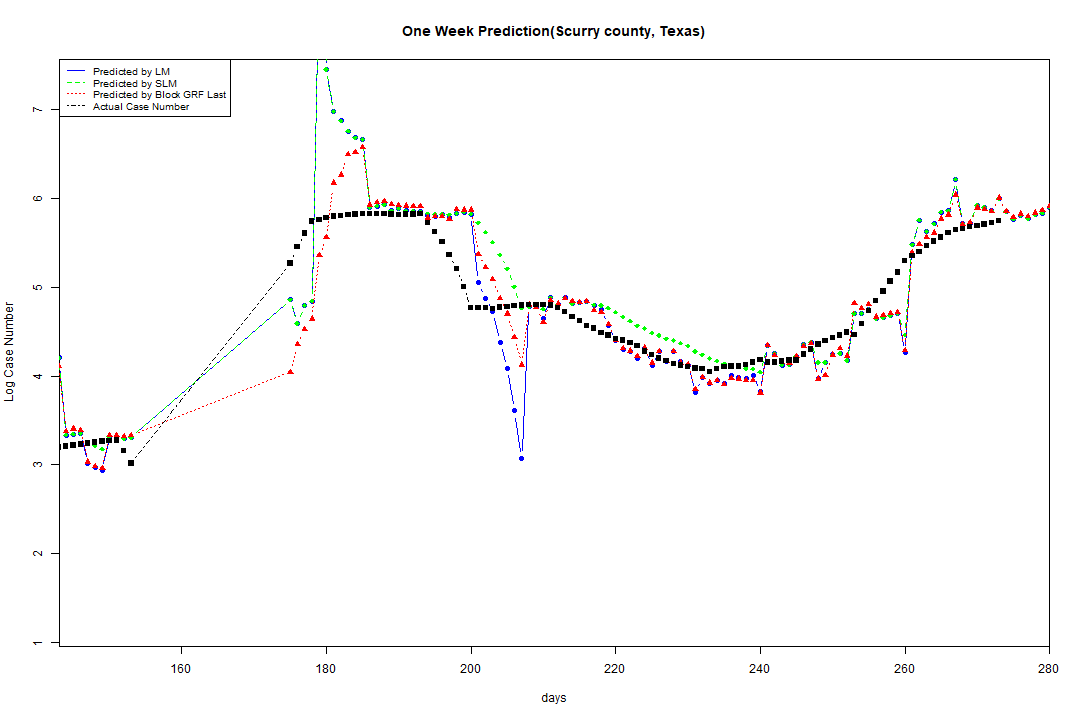 One Week Prediction(Scurry county, Texas)
Predicted by LM
Predicted by SLM
Predicted by Block GRF Last
Actual Case Number
7
6
5
4
3
2
1
Log Case Number
160 180 200 220 240 260 280
days